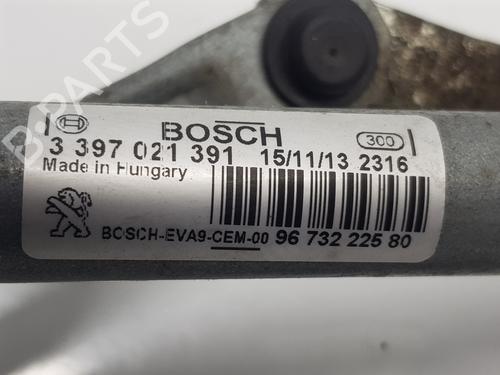 BOSCH
300
3 397 021 391 15/11/13 2316
Made in Hungary
BOSCH-EVA9-CEM-00 96 732 225 80
B-PARTS